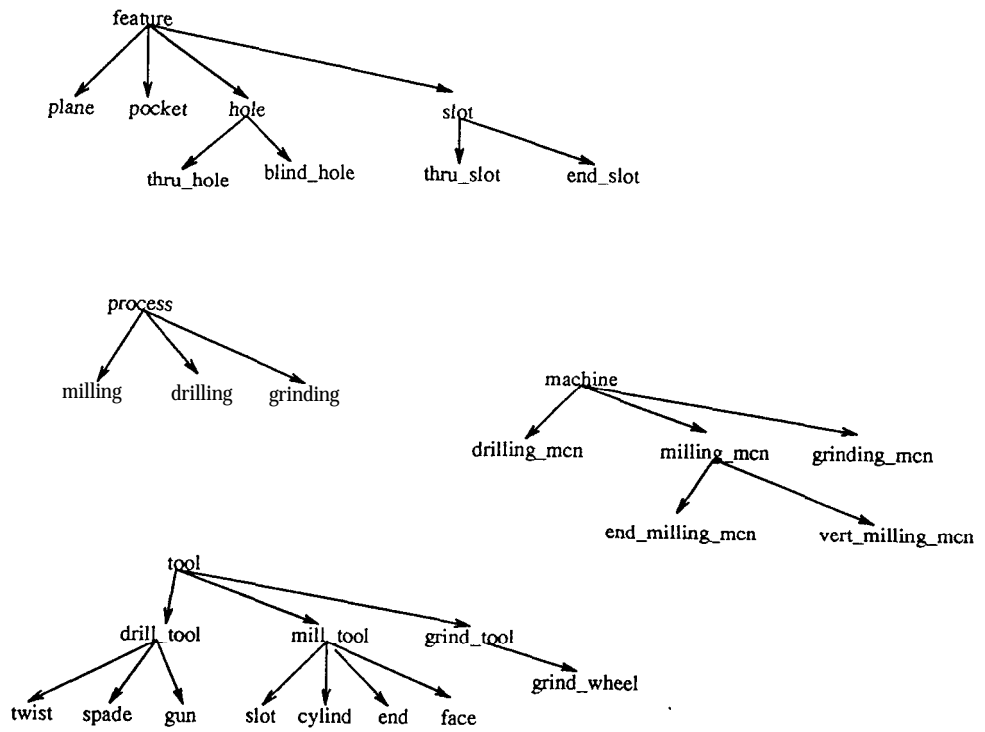 feature
plane pocket hole slot
thru_hole blind_hole thru_slot end_slot
process
milling drilling grinding
machine
drilling_mcn milling_mcn grinding_mcn
end_milling_mcn vert_milling_mcn
tool
drill_tool mill_tool grind_tool
grind_wheel
twist spade gun slot cylind end face